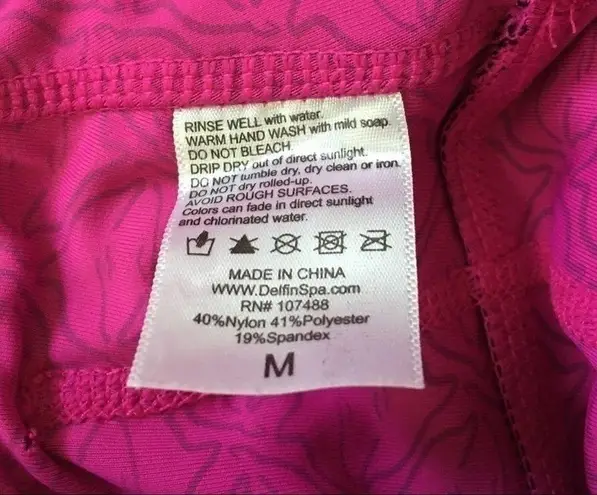 RINSE WELL with water.
WARM HAND WASH with mild soap.
DO NOT BLEACH
DRIP DRY out of direct sunlight.
DO NOT tumble dry, dry clean or iron.
DO NOT dry rolled-up.
AVOID ROUGH SURFACES.
Colors can fade in direct sunlight
and chlorinated water.
MADE IN CHINA
WWW.DelfinSpa.com
RN# 107488
40%Nylon 41%Polyester
19%Spandex
M